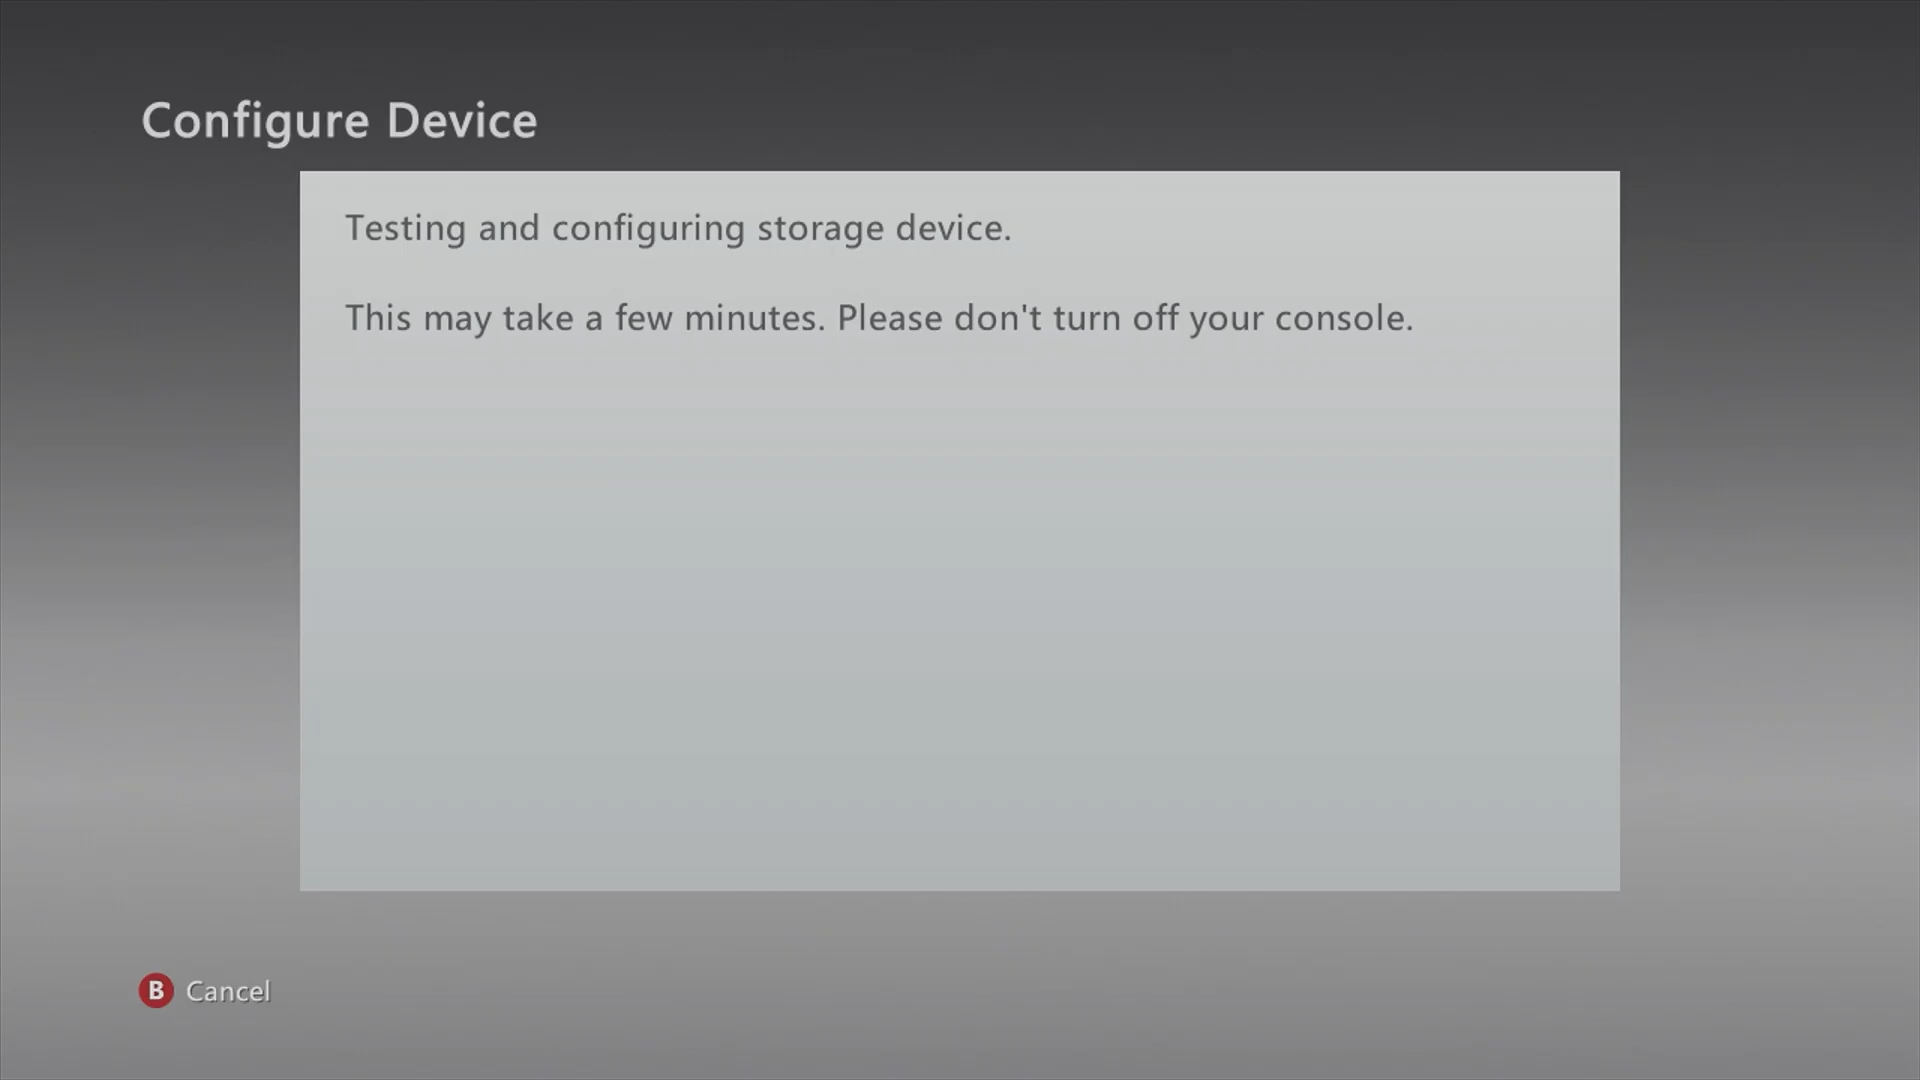 Configure Device
Testing and configuring storage device.
This may take a few minutes. Please don't turn off your console.
B Cancel